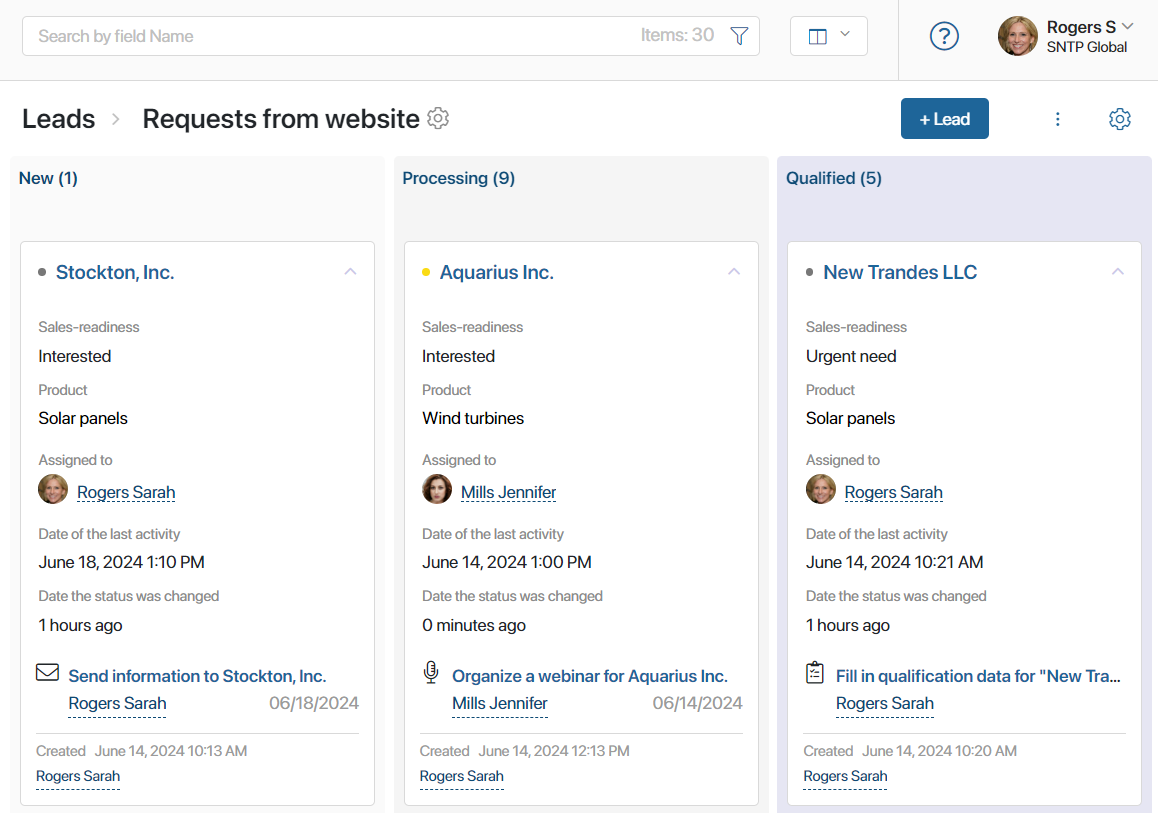 Search by field Name
Items: 30
?
Rogers S
SNTP Global
Leads > Requests from website
+ Lead
New (1)
Processing (9)
Qualified (5)
Stockton, Inc.
Sales-readiness
Interested
Product
Solar panels
Assigned to
Rogers Sarah
Date of the last activity
June 18, 2024 1:10 PM
Date the status was changed
1 hours ago
Send information to Stockton, Inc.
Rogers Sarah 06/18/2024
Created June 14, 2024 10:13 AM
Rogers Sarah
Aquarius Inc.
Sales-readiness
Interested
Product
Wind turbines
Assigned to
Mills Jennifer
Date of the last activity
June 14, 2024 1:00 PM
Date the status was changed
0 minutes ago
Organize a webinar for Aquarius Inc.
Mills Jennifer 06/14/2024
Created June 14, 2024 12:13 PM
Rogers Sarah
New Trandes LLC
Sales-readiness
Urgent need
Product
Solar panels
Assigned to
Rogers Sarah
Date of the last activity
June 14, 2024 10:21 AM
Date the status was changed
1 hours ago
Fill in qualification data for "New Tra...
Rogers Sarah
Created June 14, 2024 10:20 AM
Rogers Sarah